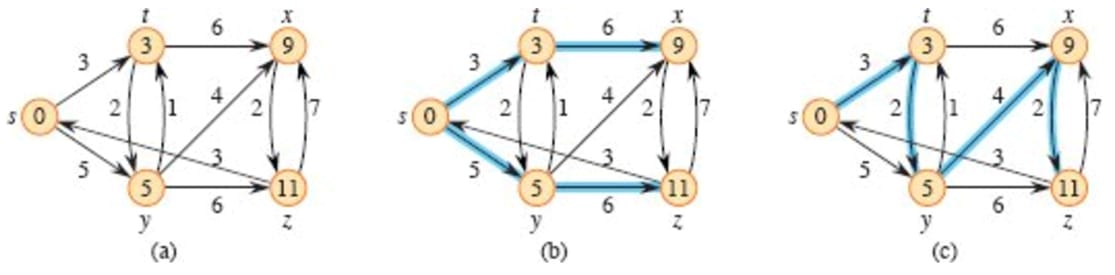 t x t x t x
6 6 6
3 9 3 9 3 9
3 3 3
s 0 2 1 4 2 7 s 0 2 1 4 2 7 s 0 2 1 4 2 7
5 3 5 3 5 3
5 11 5 11 5 11
6 6 6
y z y z y z
(a) (b) (c)